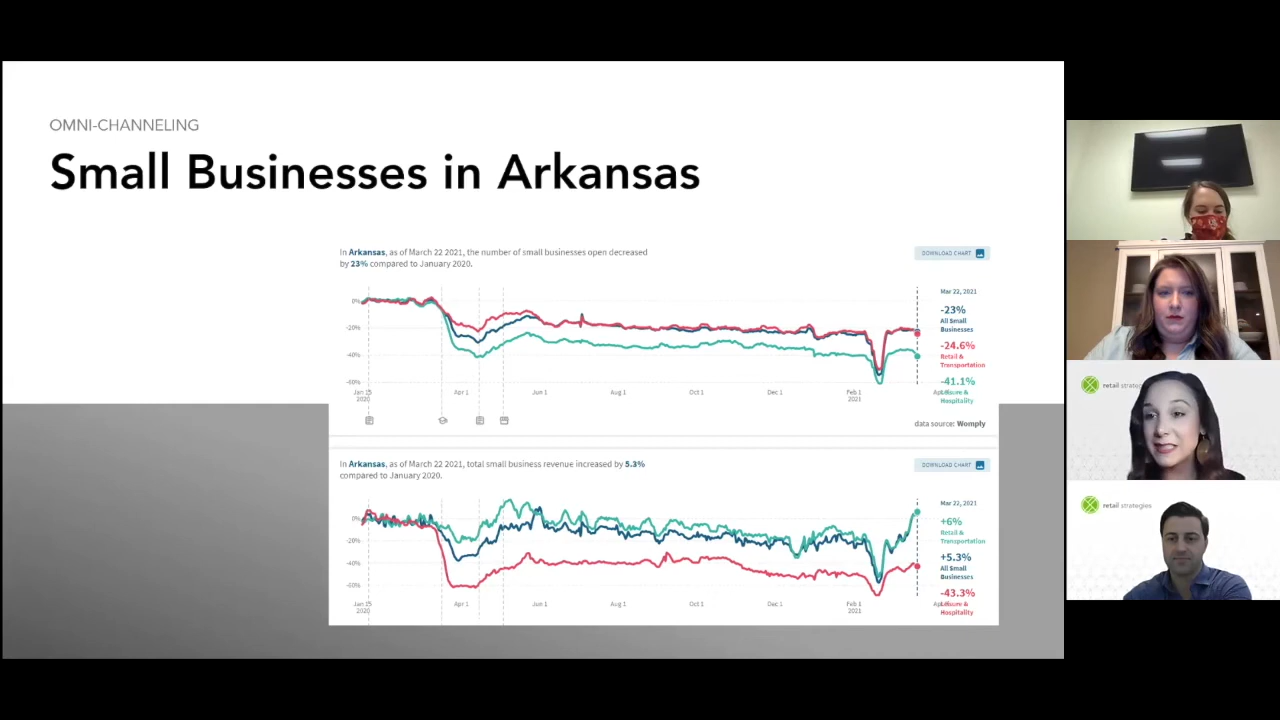 OMNI-CHANNELING
Small Businesses in Arkansas
In Arkansas, as of March 22 2021, the number of small businesses open decreased
by 23% compared to January 2020.
DOWNLOAD CHART
0%
-20%
-40%
-60%
Jan 15
2020
Apr 1
Jun 1
Aug 1
Oct 1
Dec 1
Feb 1
2021
Mar 22, 2021
-23%
All Small
Businesses
-24.6%
Retail &
Transportation
-41.1%
Leisure &
Hospitality
data source: Womply
In Arkansas, as of March 22 2021, total small business revenue increased by 5.3%
compared to January 2020.
DOWNLOAD CHART
0%
-20%
-40%
-60%
Jan 15
2020
Apr 1
Jun 1
Aug 1
Oct 1
Dec 1
Feb 1
2021
Mar 22, 2021
+6%
Retail &
Transportation
+5.3%
All Small
Businesses
-43.3%
Leisure &
Hospitality
retail
retail strategies